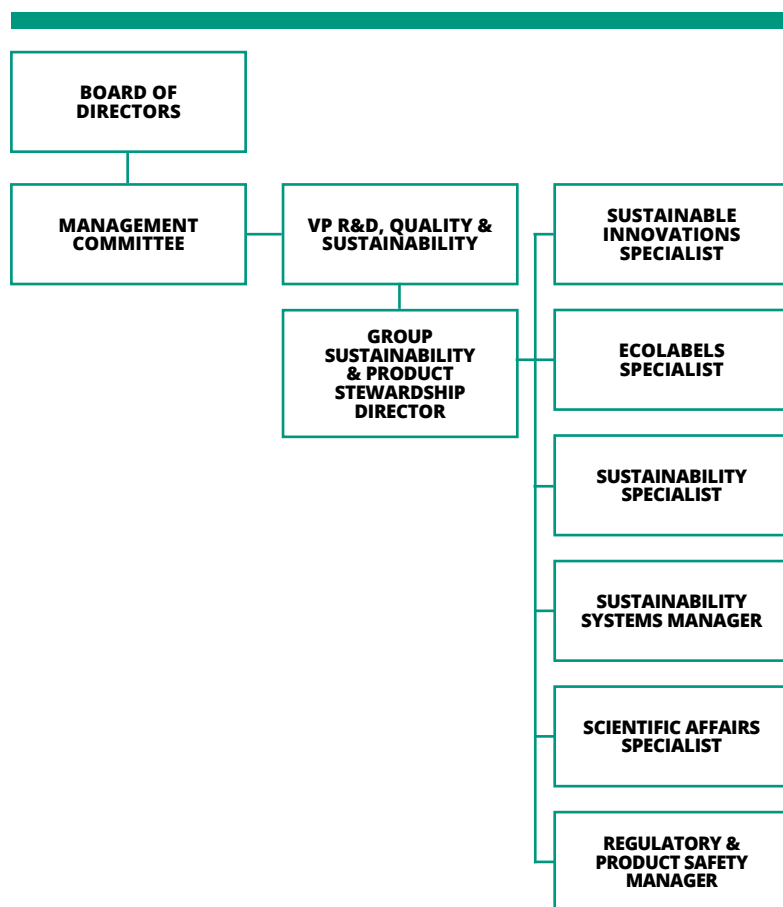 BOARD OF
DIRECTORS
MANAGEMENT
COMMITTEE
VP R&D, QUALITY &
SUSTAINABILITY
GROUP
SUSTAINABILITY
& PRODUCT
STEWARDSHIP
DIRECTOR
SUSTAINABLE
INNOVATIONS
SPECIALIST
ECOLABELS
SPECIALIST
SUSTAINABILITY
SPECIALIST
SUSTAINABILITY
SYSTEMS MANAGER
SCIENTIFIC AFFAIRS
SPECIALIST
REGULATORY &
PRODUCT SAFETY
MANAGER